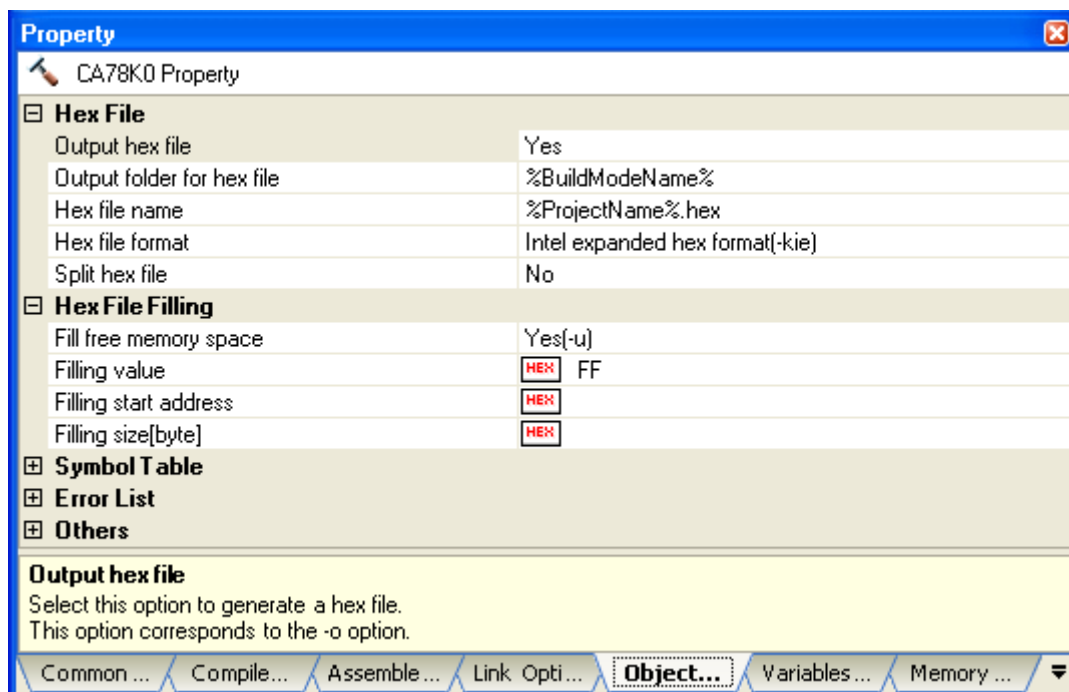 Property
CA78K0 Property
Hex File
Output hex file Yes
Output folder for hex file %BuildModeName%
Hex file name %ProjectName%.hex
Hex file format Intel expanded hex format(-kie)
Split hex file No
Hex File Filling
Fill free memory space Yes(-u)
Filling value HEX FF
Filling start address HEX
Filling size[byte] HEX
Symbol Table
Error List
Others
Output hex file
Select this option to generate a hex file.
This option corresponds to the -o option.
Common ... Compile... Assemble... Link Opti... Object... Variables... Memory ...